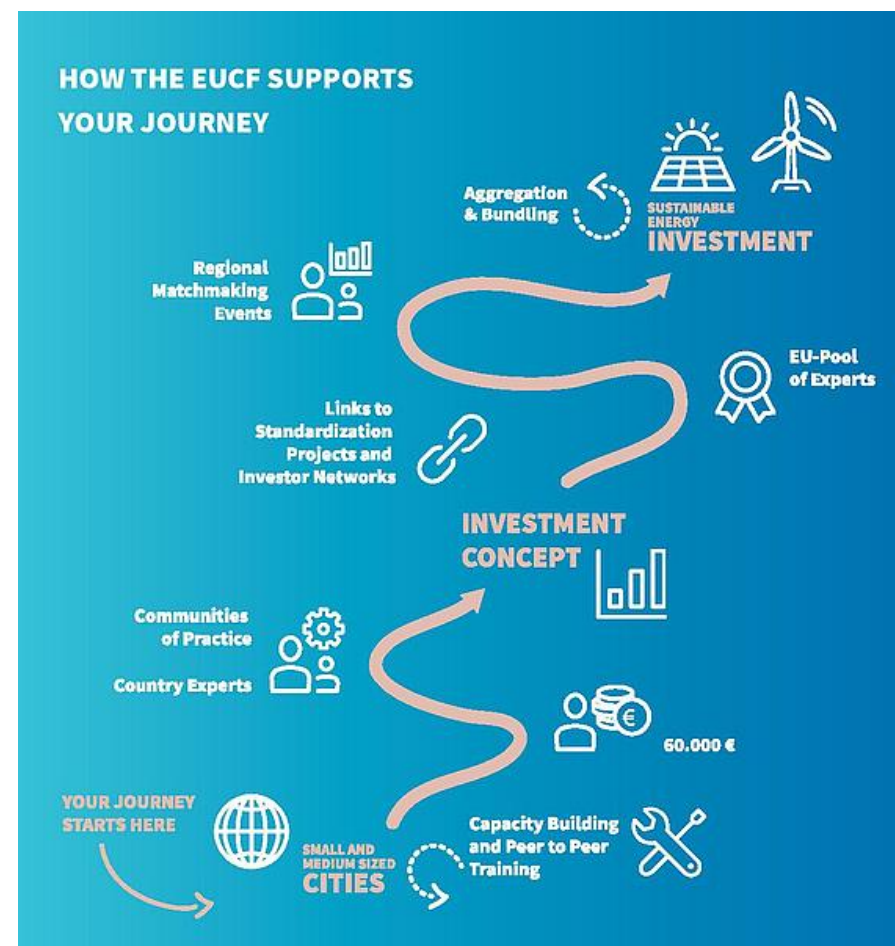 HOW THE EUCF SUPPORTS
YOUR JOURNEY
Aggregation
& Bundling
SUSTAINABLE
ENERGY
INVESTMENT
Regional
Matchmaking
Events
EU-Pool
of Experts
Links to
Standardization
Projects and
Investor Networks
INVESTMENT
CONCEPT
Communities
of Practice
Country Experts
€
60.000 €
YOUR JOURNEY
STARTS HERE
SMALL AND
MEDIUM SIZED
CITIES
Capacity Building
and Peer to Peer
Training